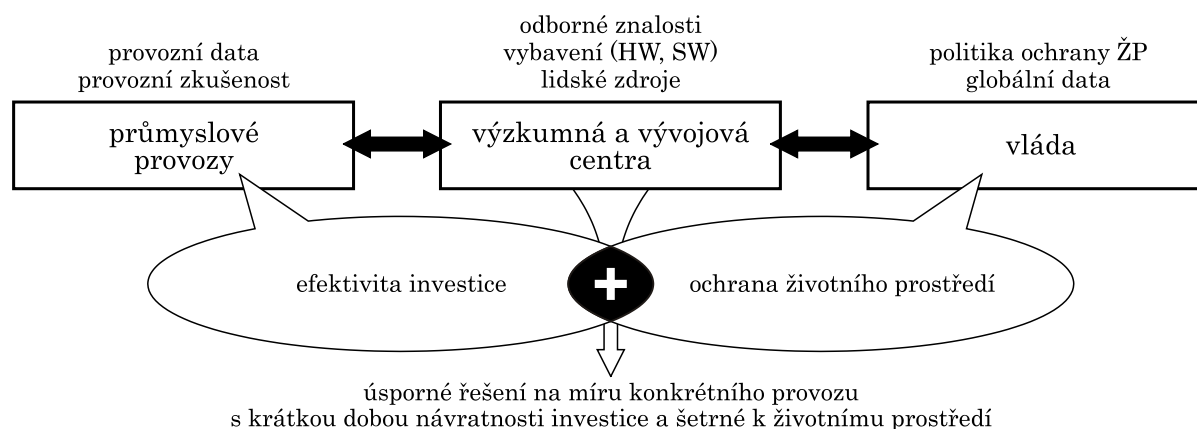 provozní data
provozní zkušenost
odborné znalosti
vybavení (HW, SW)
lidské zdroje
politika ochrany ŽP
globální data
průmyslové
provozy
výzkumná a vývojová
centra
vláda
efektivita investice
+
ochrana životního prostředí
úsporné řešení na míru konkrétního provozu
s krátkou dobou návratnosti investice a šetrné k životnímu prostředí